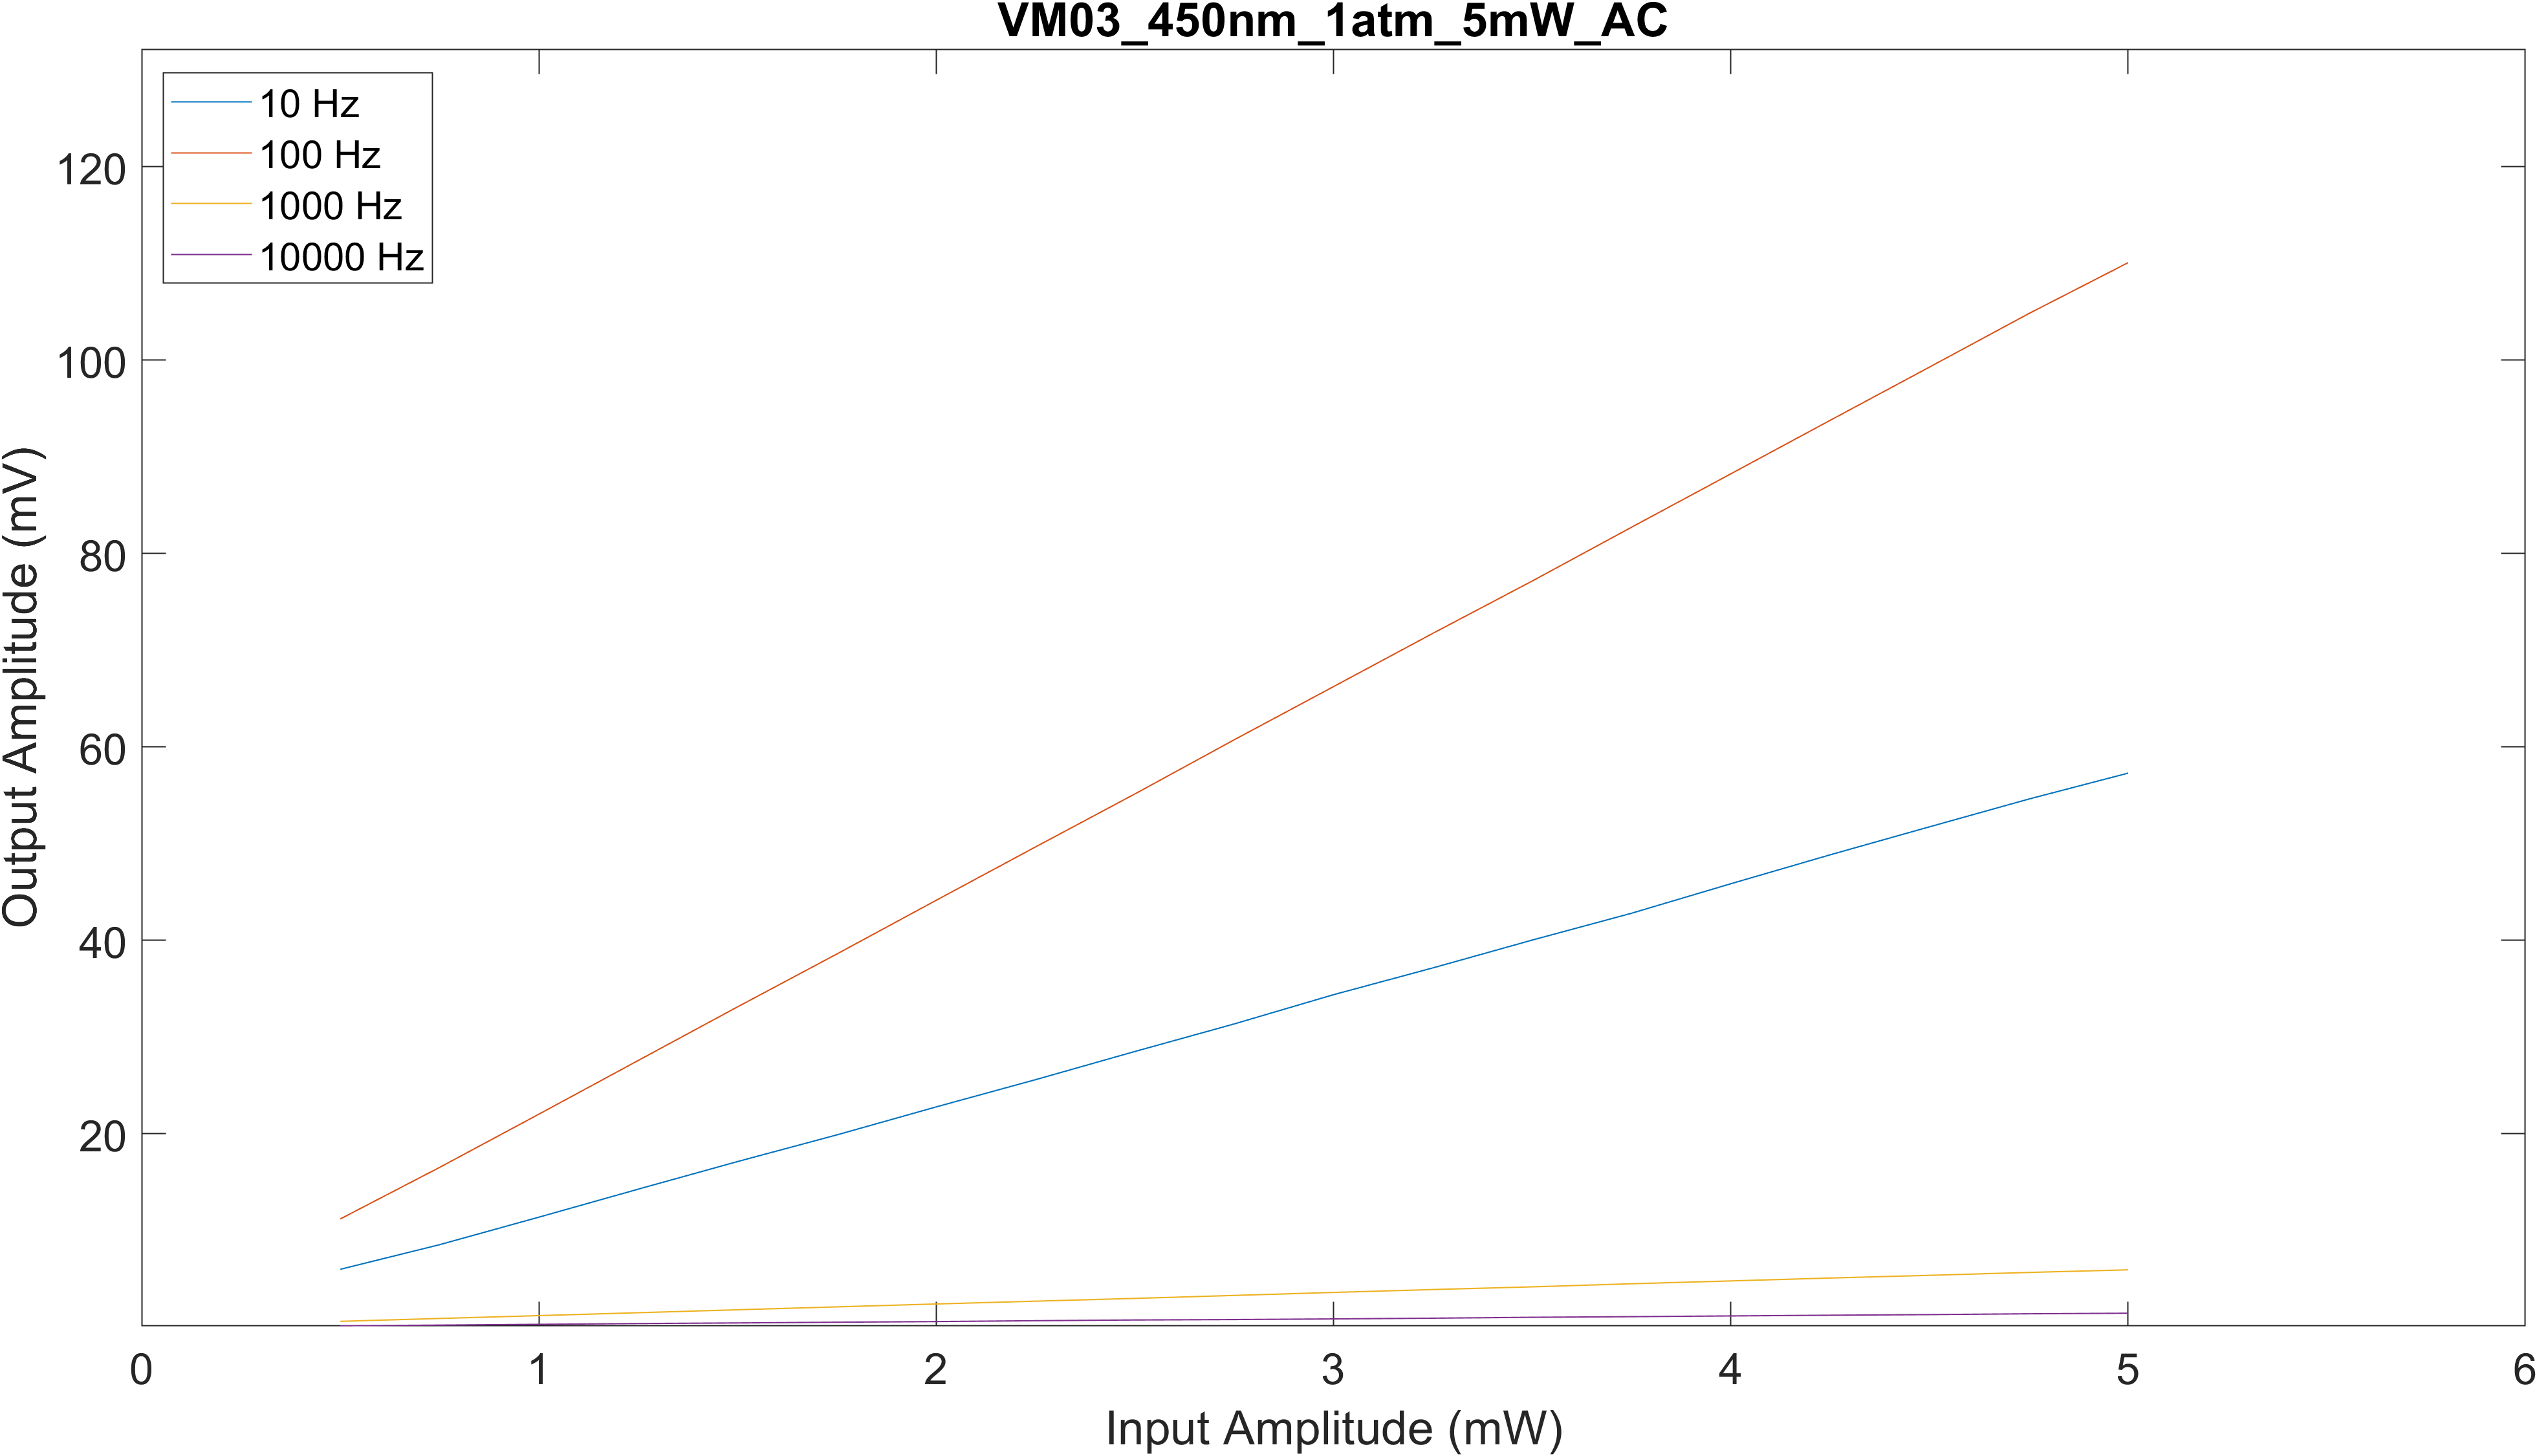 VM03_450nm_1atm_5mW_AC
10 Hz
100 Hz
1000 Hz
10000 Hz
120
100
80
60
40
20
Output Amplitude (mV)
0 1 2 3 4 5 6
Input Amplitude (mW)